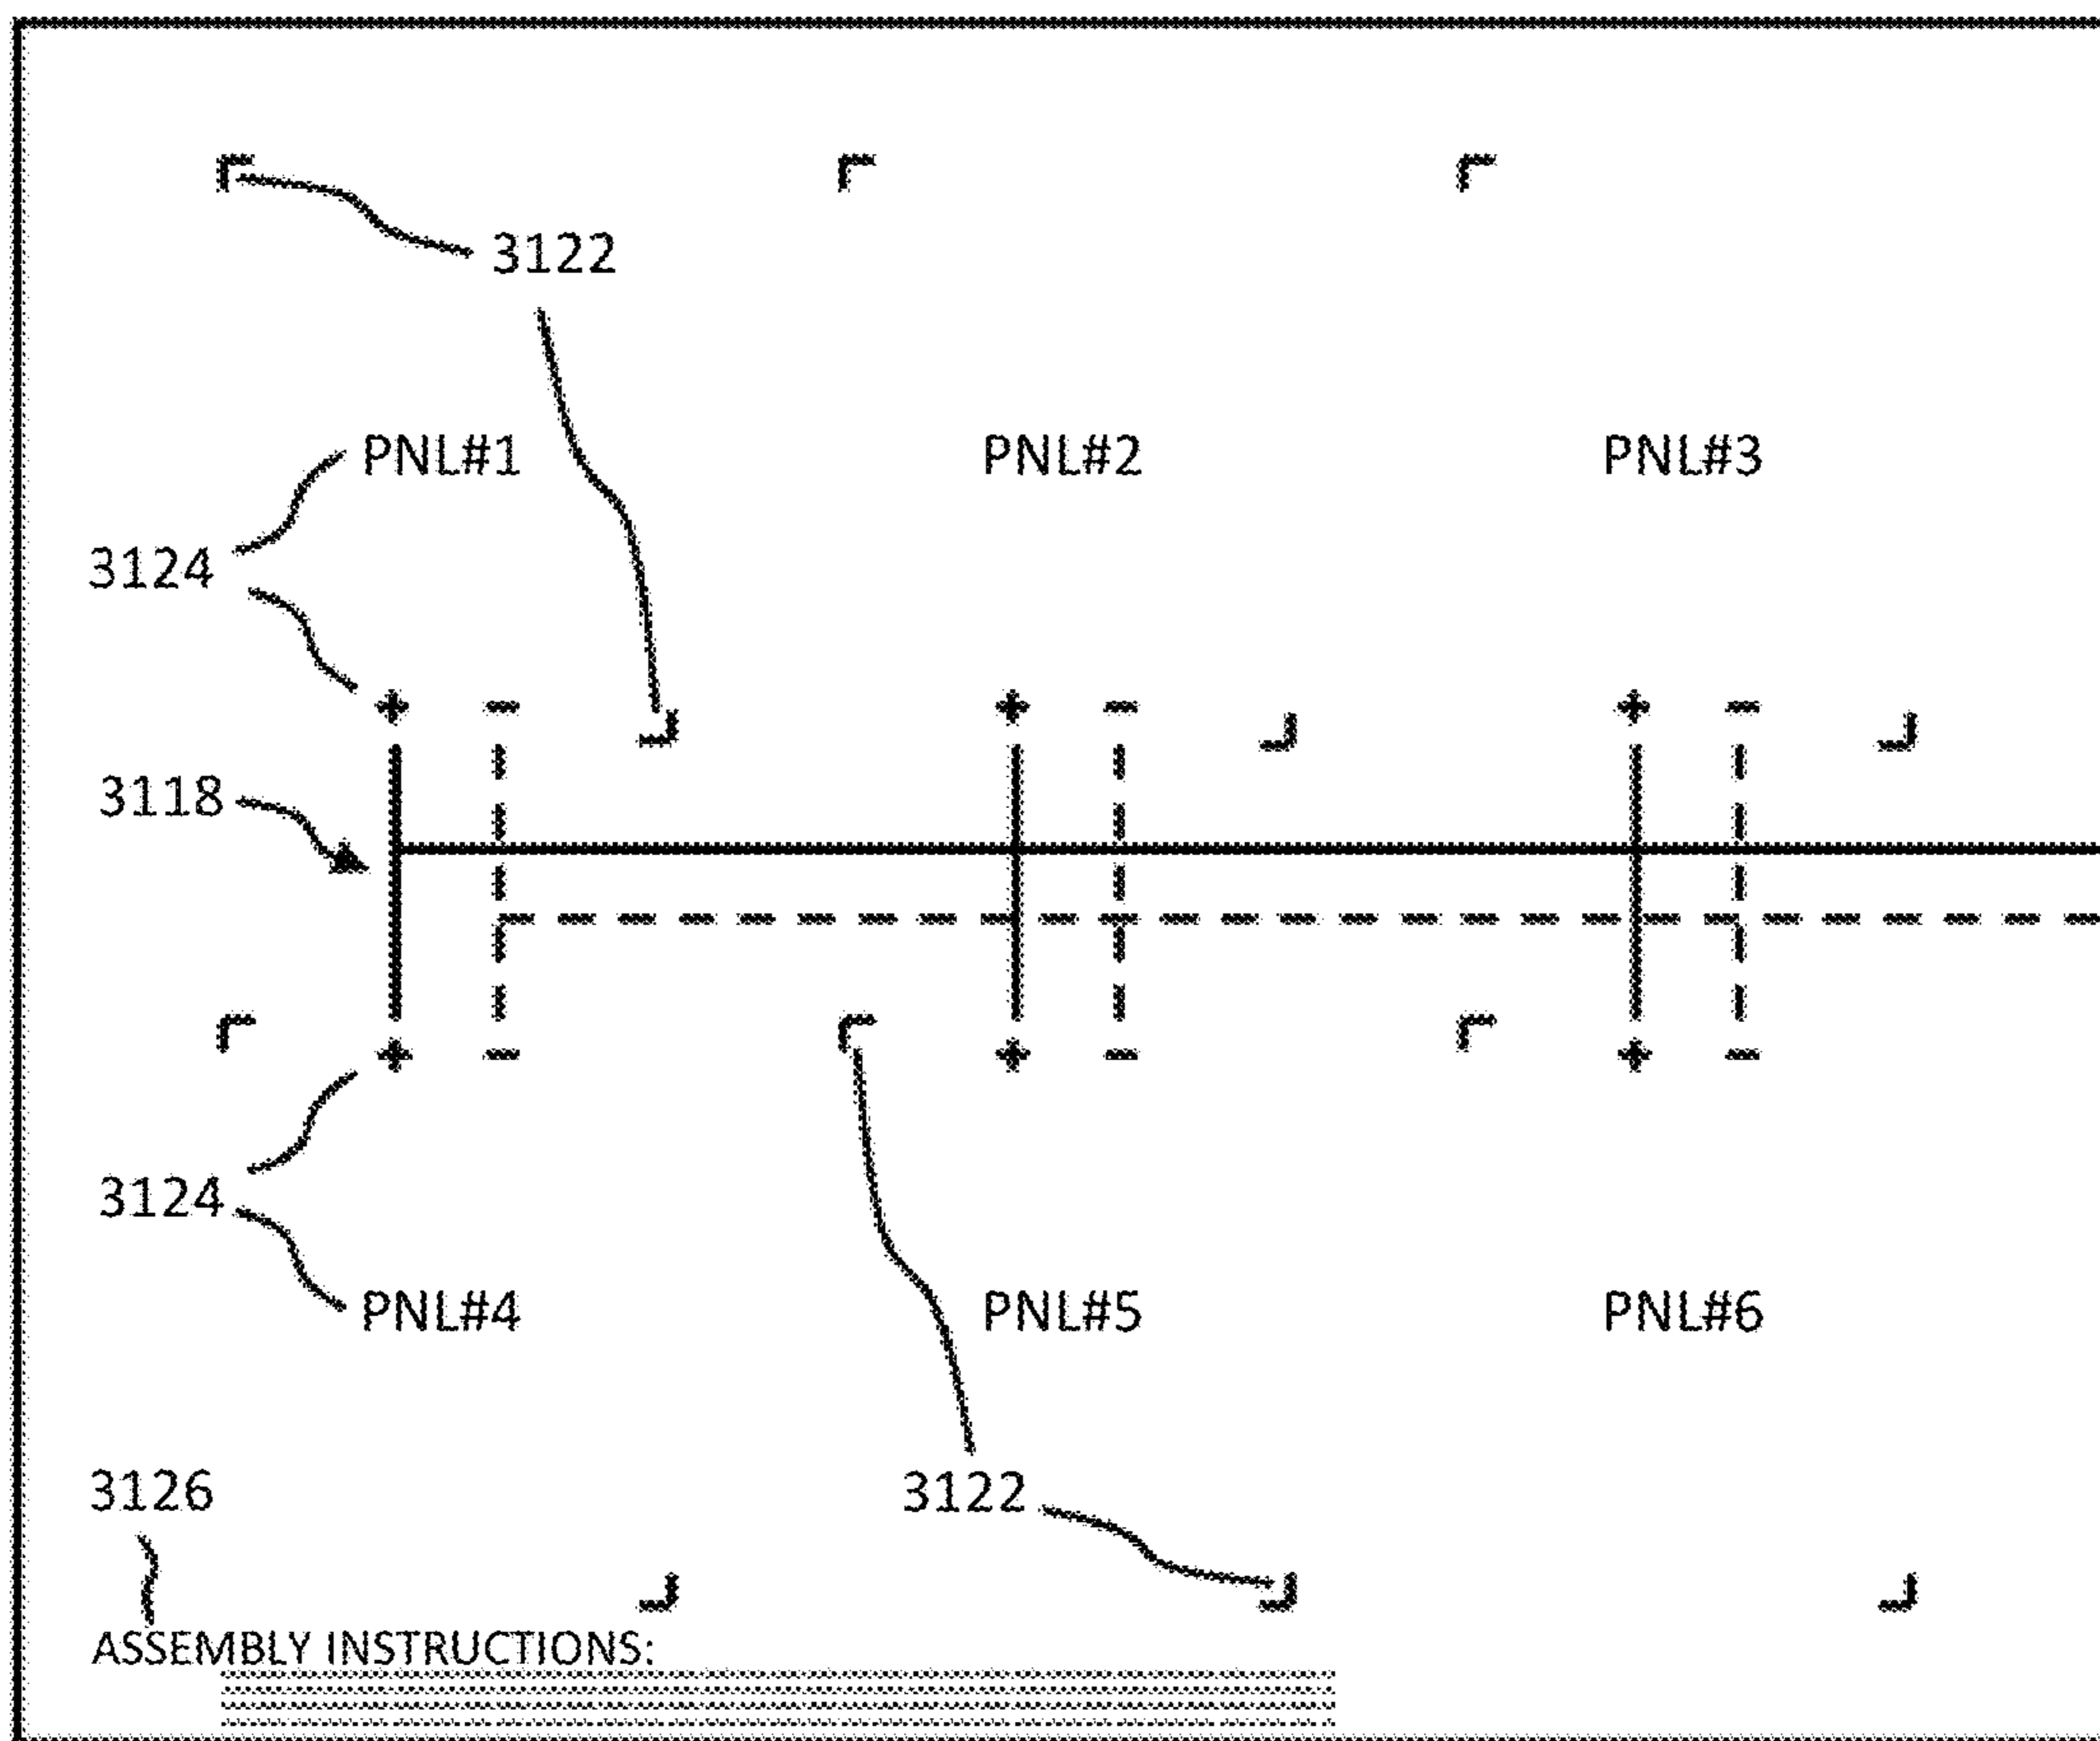 3122
PNL#1 PNL#2 PNL#3
3124
+ - + - + -
3118
+ - + - + -
3124
PNL#4 PNL#5 PNL#6
3126
3122
ASSEMBLY INSTRUCTIONS: